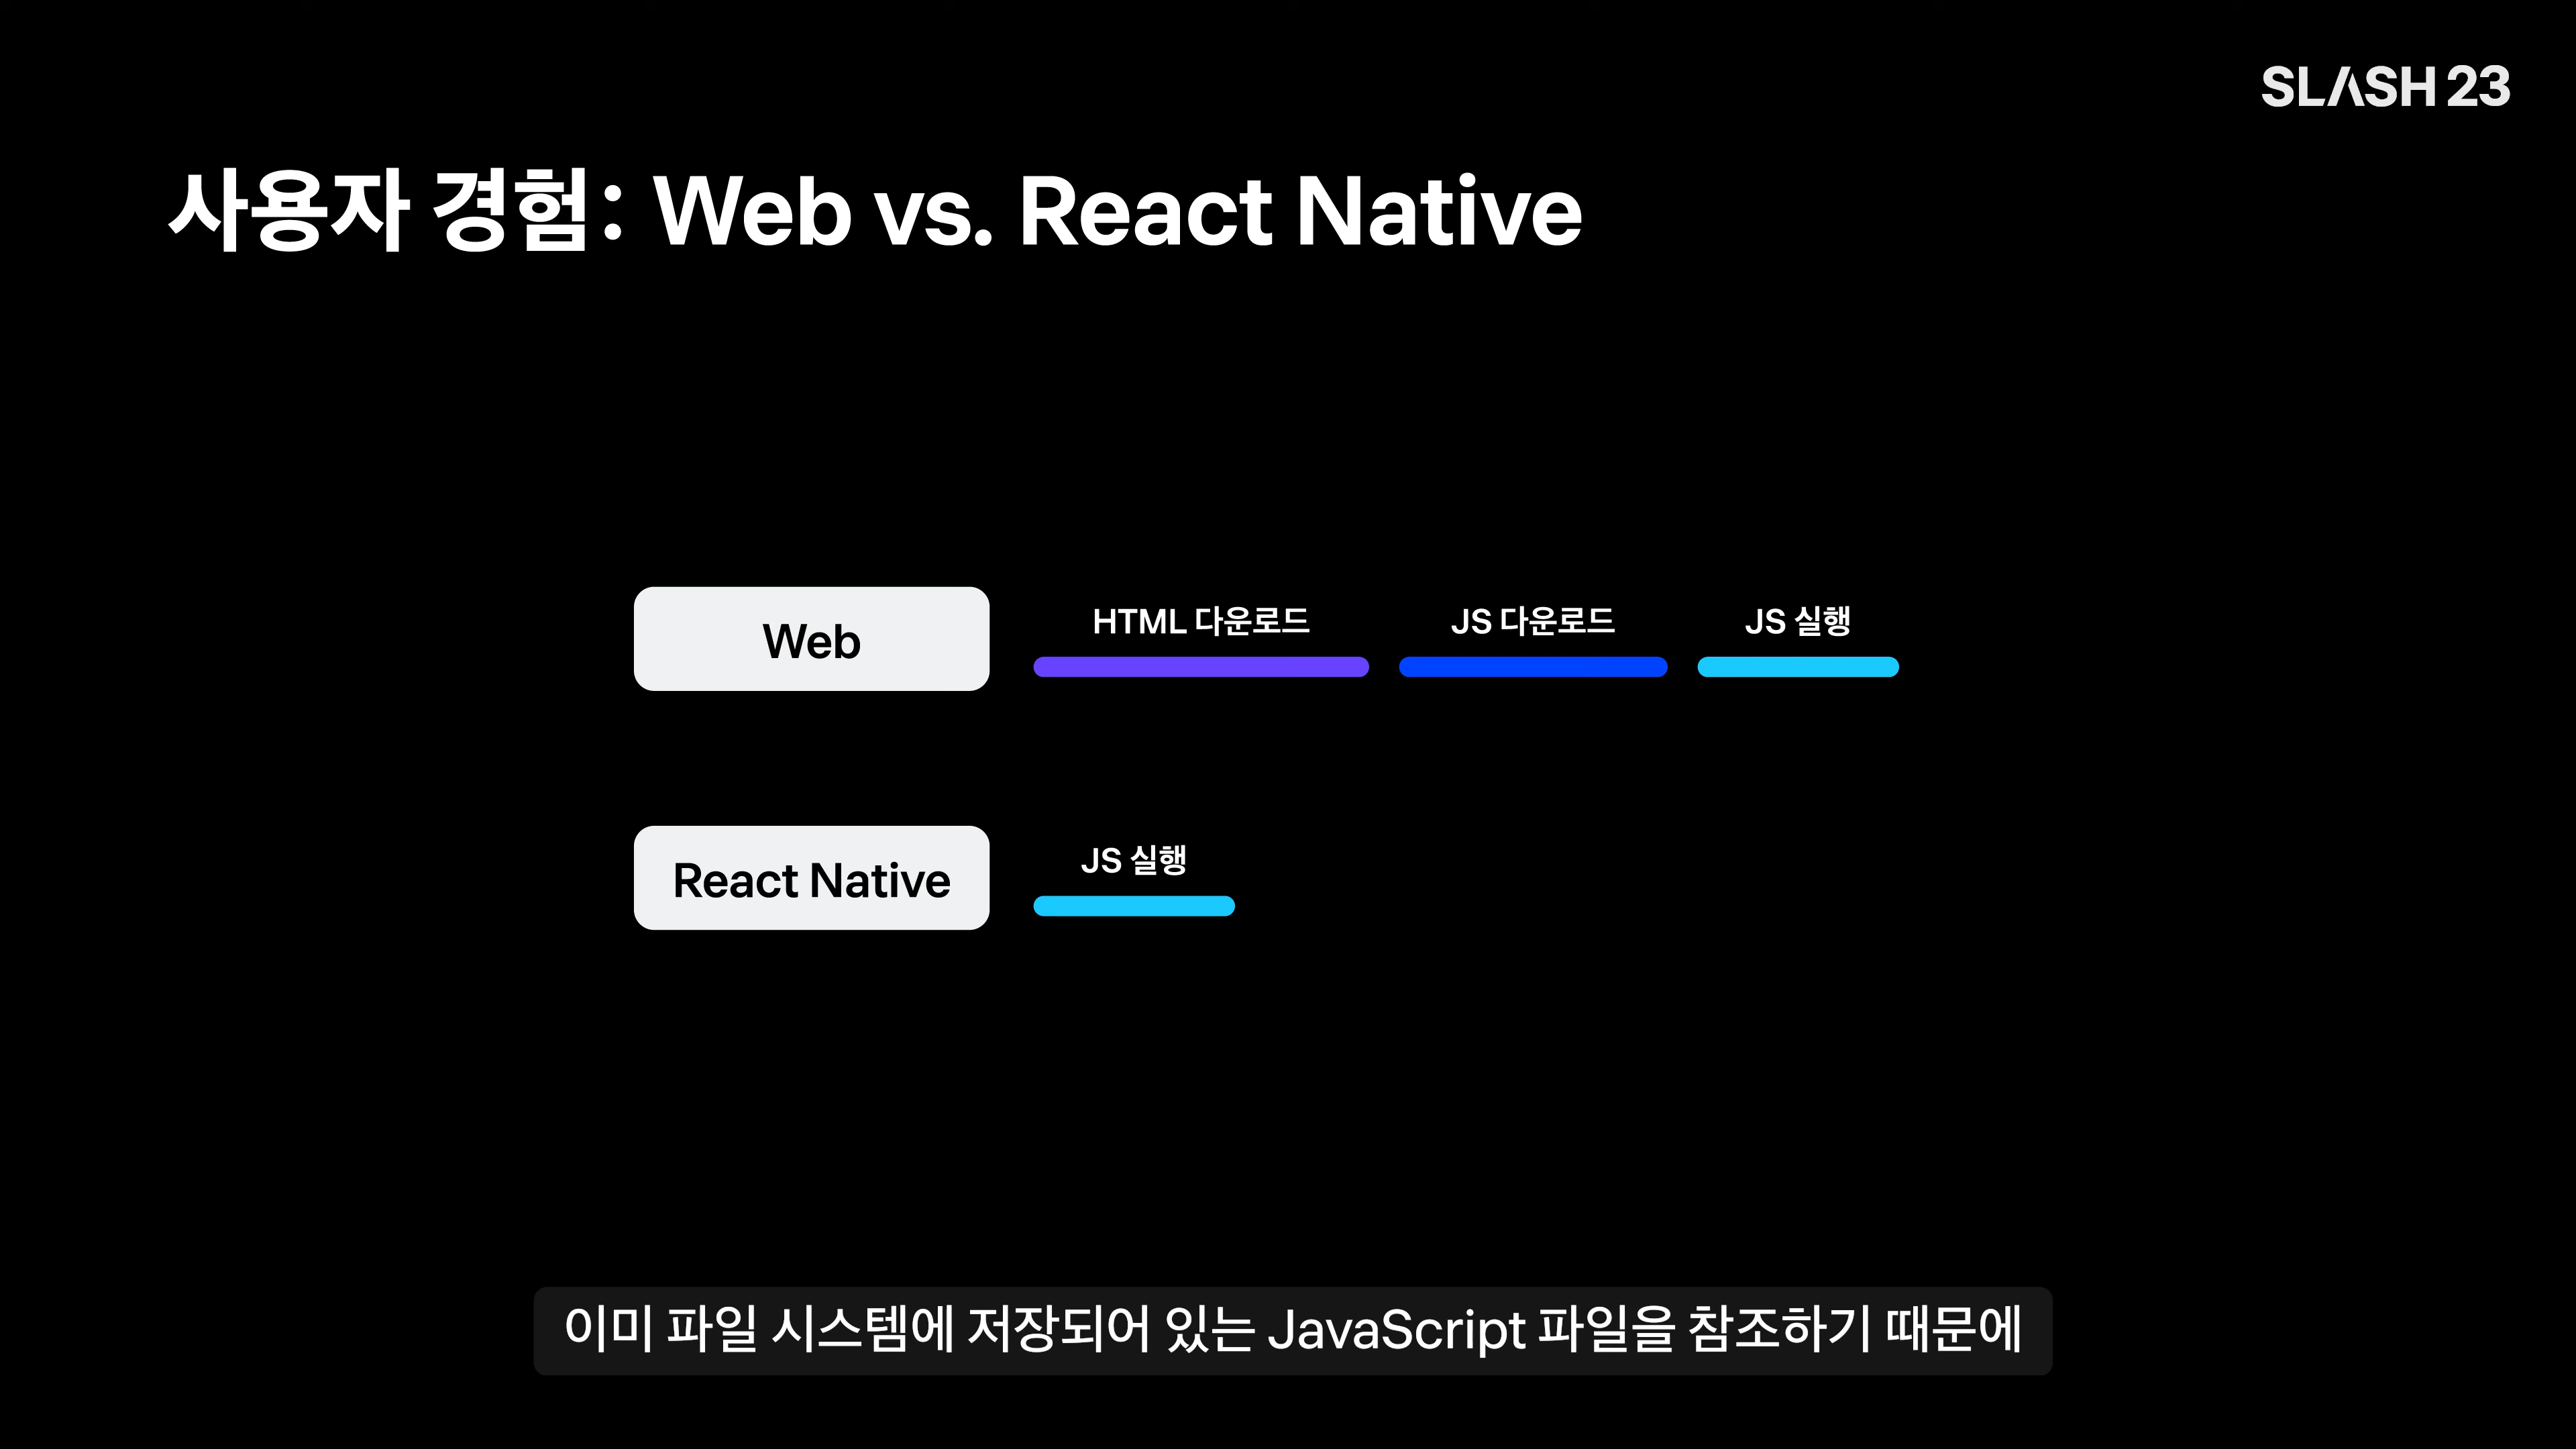 SLASH 23
사용자 경험: Web vs. React Native
Web
HTML 다운로드
JS 다운로드
JS 실행
React Native
JS 실행
이미 파일 시스템에 저장되어 있는 JavaScript 파일을 참조하기 때문에